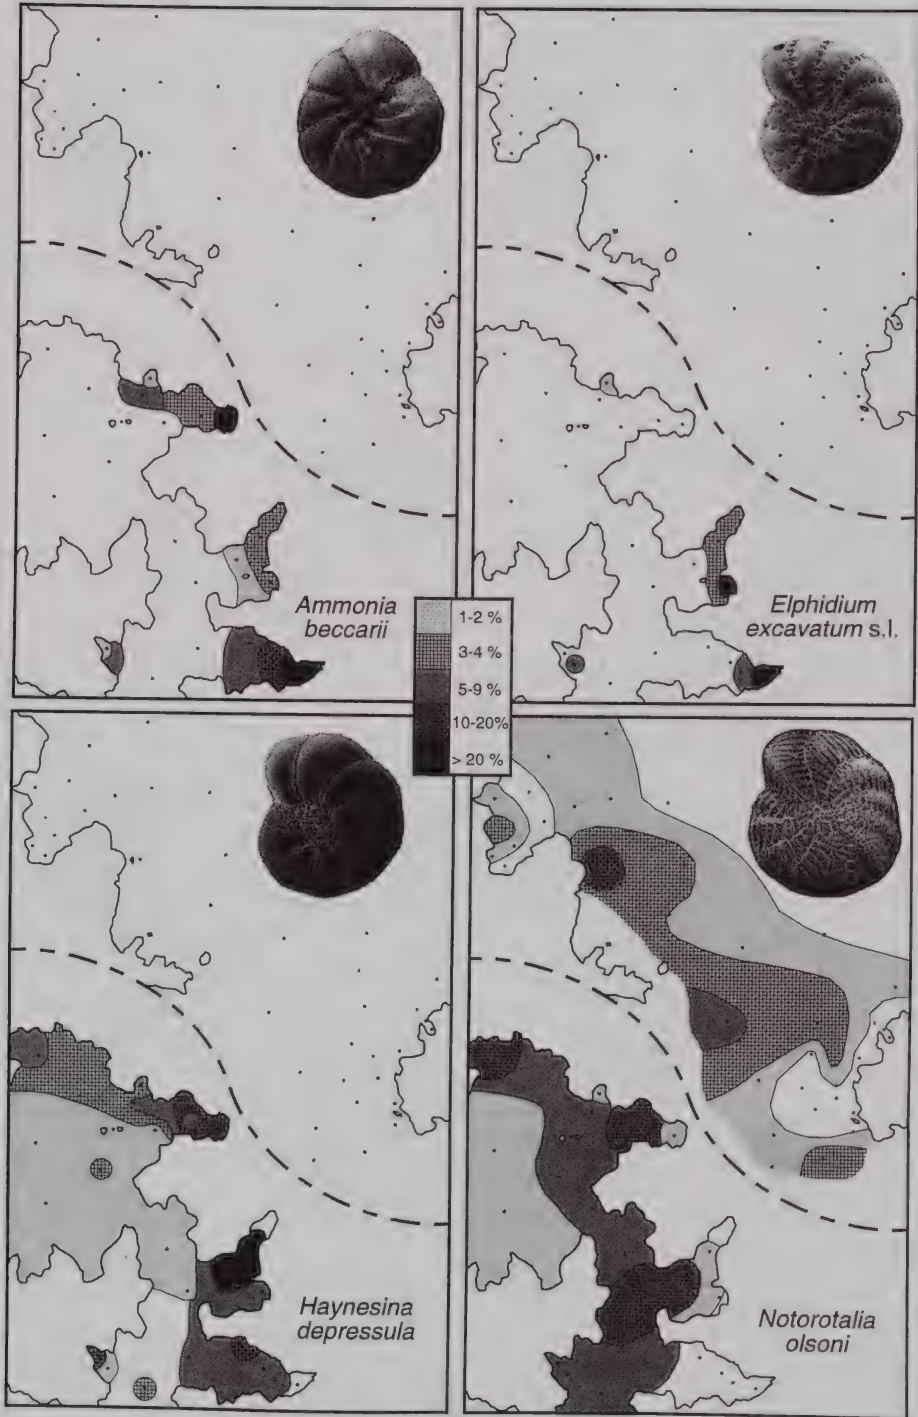 Ammonia
beccarii
Elphidium
excavatum s.l.
1-2 %
3-4 %
5-9 %
10-20%
> 20 %
Haynesina
depressula
Notorotalia
olsoni